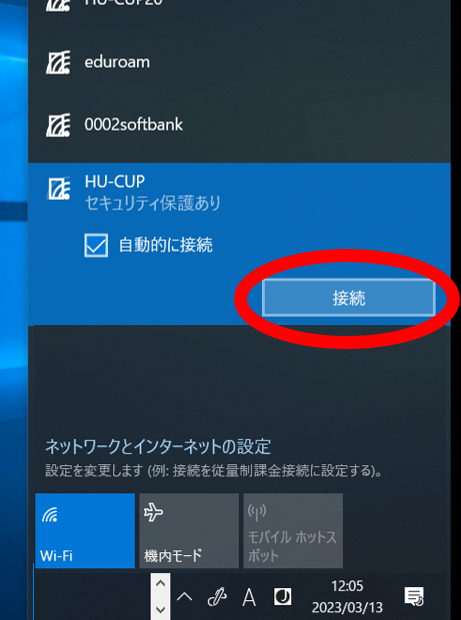 HU-CUP20
eduroam
0002softbank
HU-CUP
セキュリティ保護あり
自動的に接続
接続
ネットワークとインターネットの設定
設定を変更します (例: 接続を従量制課金接続に設定する)。
Wi-Fi
機内モード
モバイル ホットス
ポット
A
J
12:05
2023/03/13